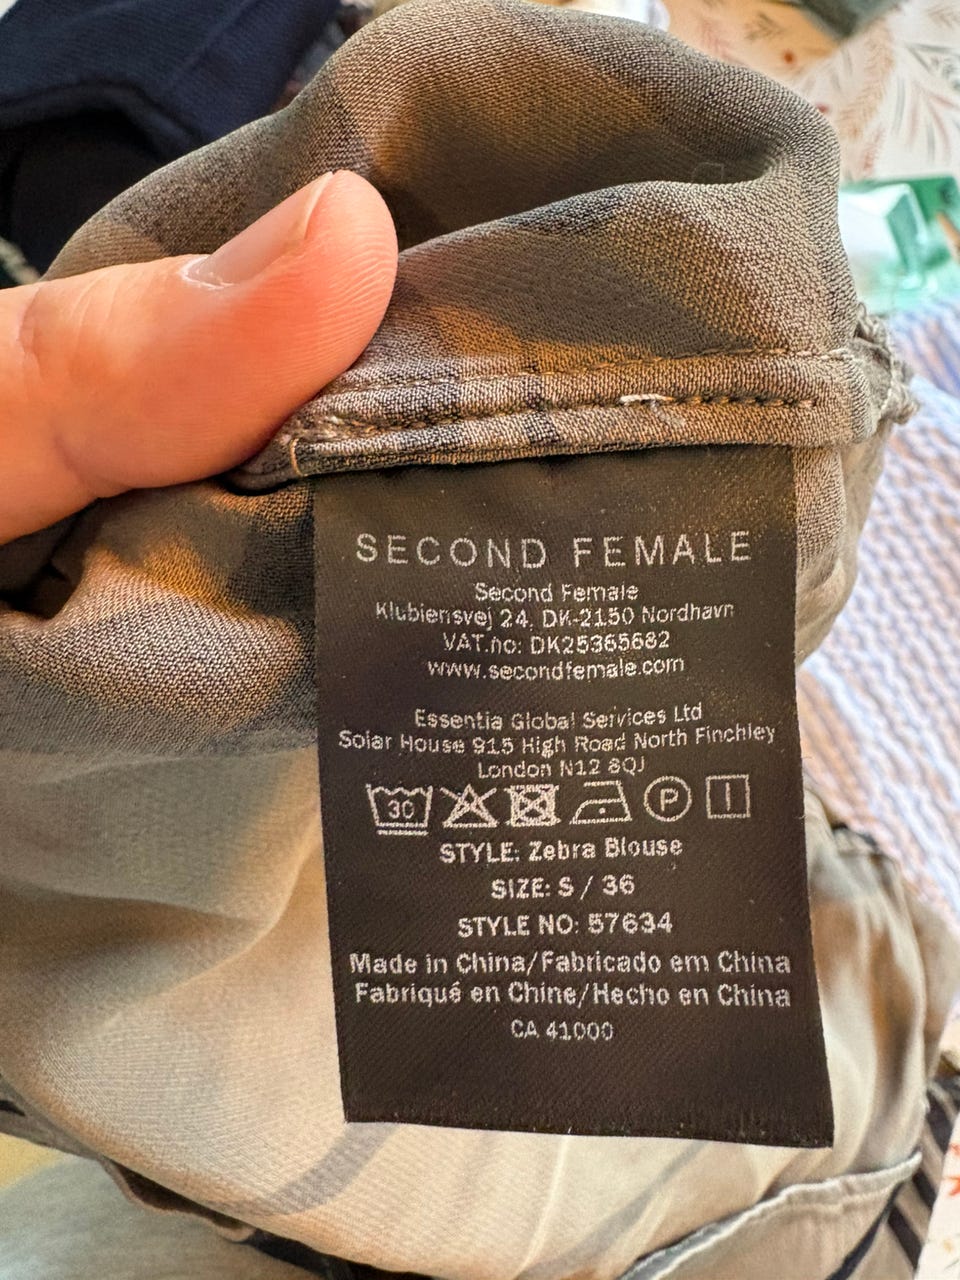 SECOND FEMALE
Second Female
Klubiensvej 24, DK-2150 Nordhavn
VAT.no: DK25365682
www.secondfemale.com
Essentia Global Services Ltd
Solar House 915 High Road North Finchley
London N12 8QJ
30 P
STYLE: Zebra Blouse
SIZE: S / 36
STYLE NO: 57634
Made in China/Fabricado em China
Fabriqué en Chine/Hecho en China
CA 41000